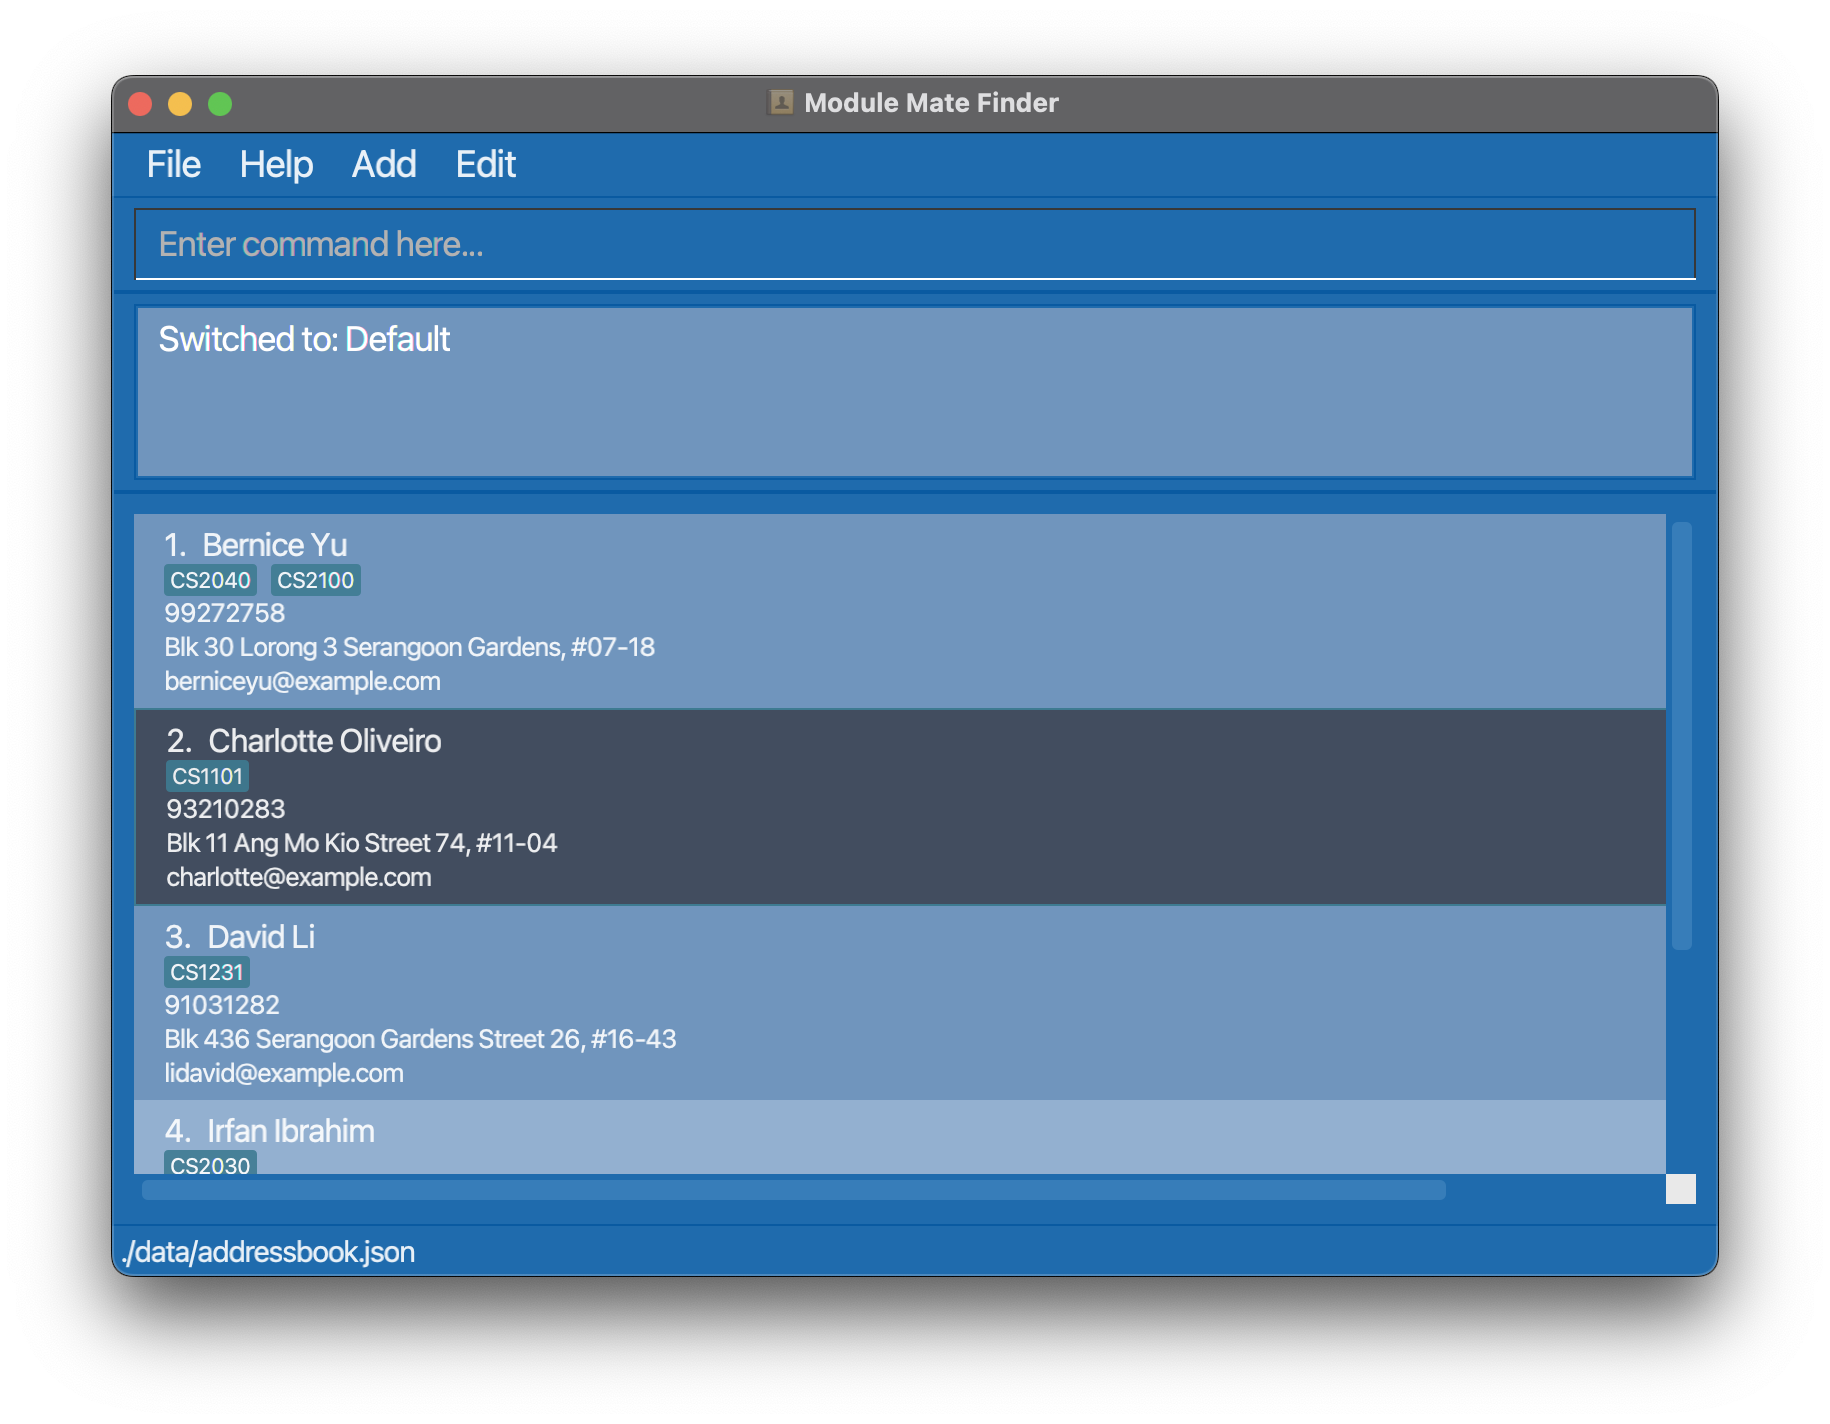 Module Mate Finder
File Help Add Edit
Enter command here...
Switched to: Default
1. Bernice Yu
CS2040 CS2100
99272758
Blk 30 Lorong 3 Serangoon Gardens, #07-18
berniceyu@example.com
2. Charlotte Oliveiro
CS1101
93210283
Blk 11 Ang Mo Kio Street 74, #11-04
charlotte@example.com
3. David Li
CS1231
91031282
Blk 436 Serangoon Gardens Street 26, #16-43
lidavid@example.com
4. Irfan Ibrahim
CS2030
./data/addressbook.json